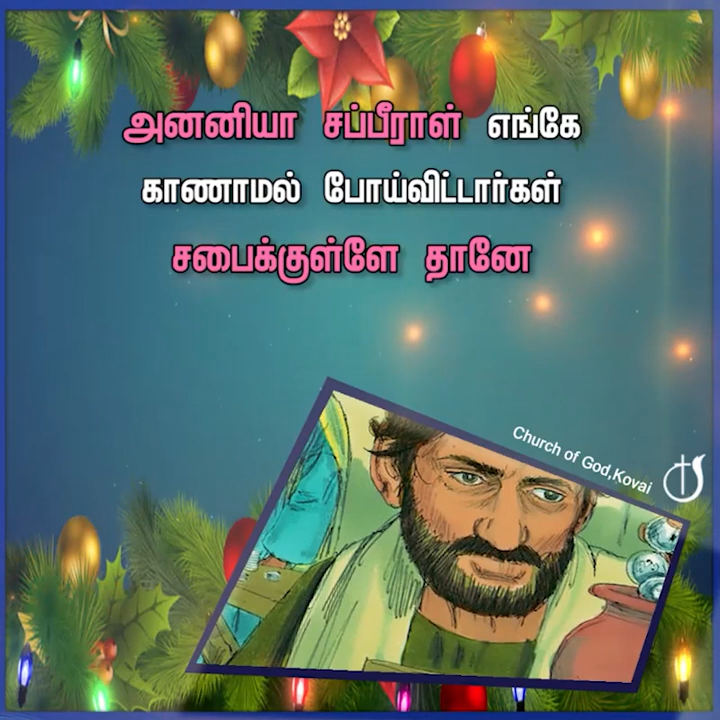 அனனியா சப்பீராள் எங்கே
காணாமல் போய்விட்டார்கள்
சபைக்குள்ளே தானே
Church of God,Kovai